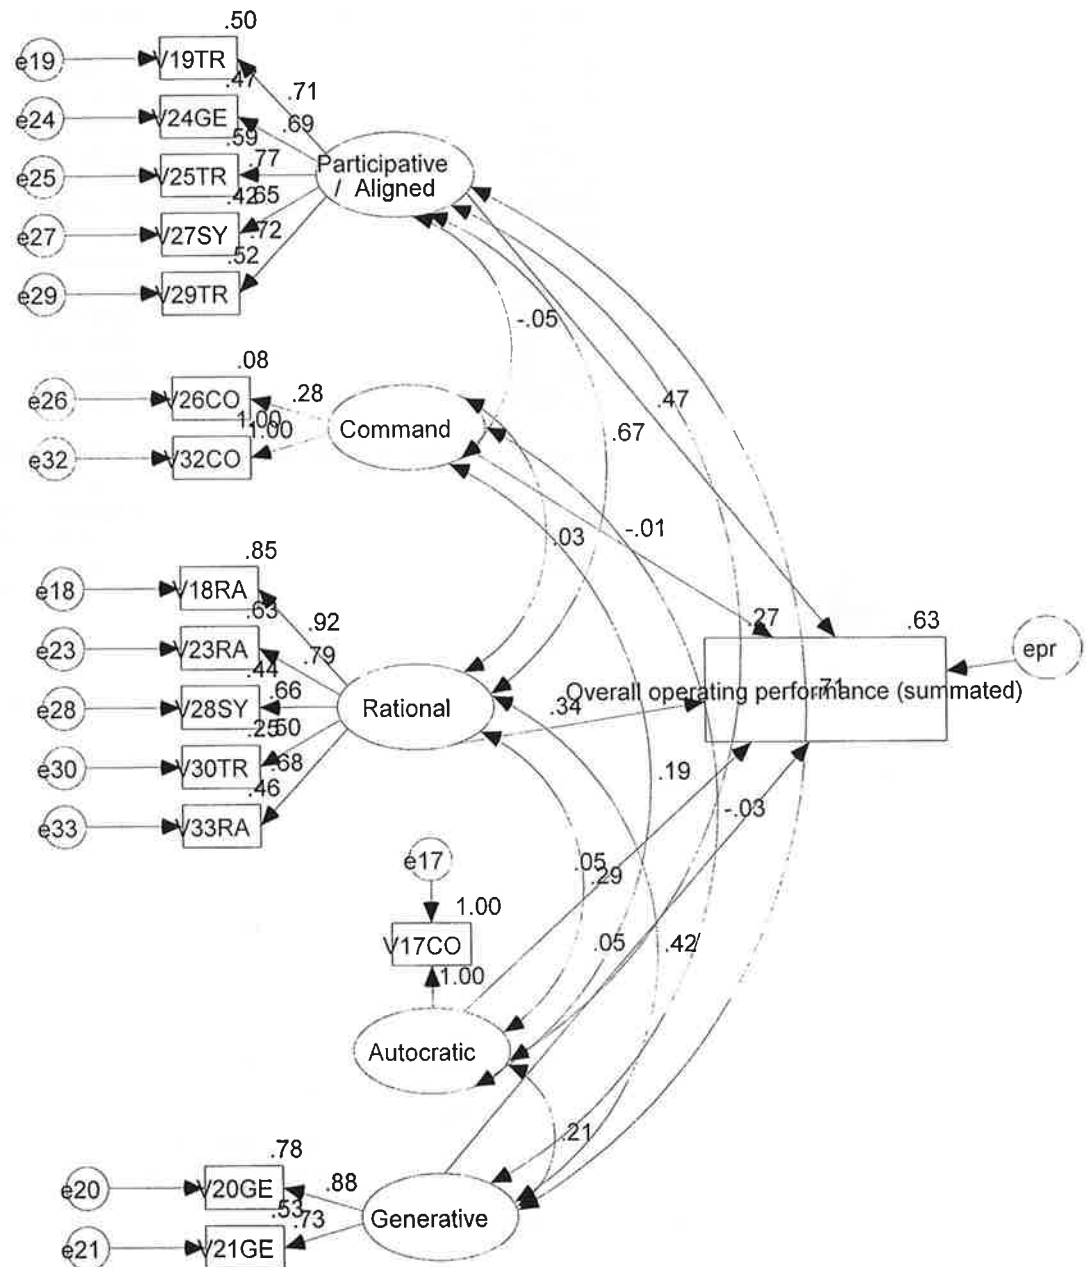 .50
e19
V19TR
.47
.71
e24
V24GE
.59
.69
e25
V25TR
.77
Participative
/ Aligned
.42
.65
e27
V27SY
.72
.52
e29
V29TR
-.05
.08
e26
V26CO
.28
1.00
1.00
Command
.47
e32
V32CO
.67
-.01
.03
.85
e18
V18RA
.63
.92
e23
V23RA
.79
.44
.27
.63
epr
e28
V28SY
.66
Rational
.34
Overall operating performance (summated)
.71
.25
.50
e30
V30TR
.68
.46
e33
V33RA
.19
-.03
e17
1.00
.05
.29
V17CO
1.00
.05
.42
Autocratic
.21
.78
e20
V20GE
.88
.53
.73
Generative
e21
V21GE